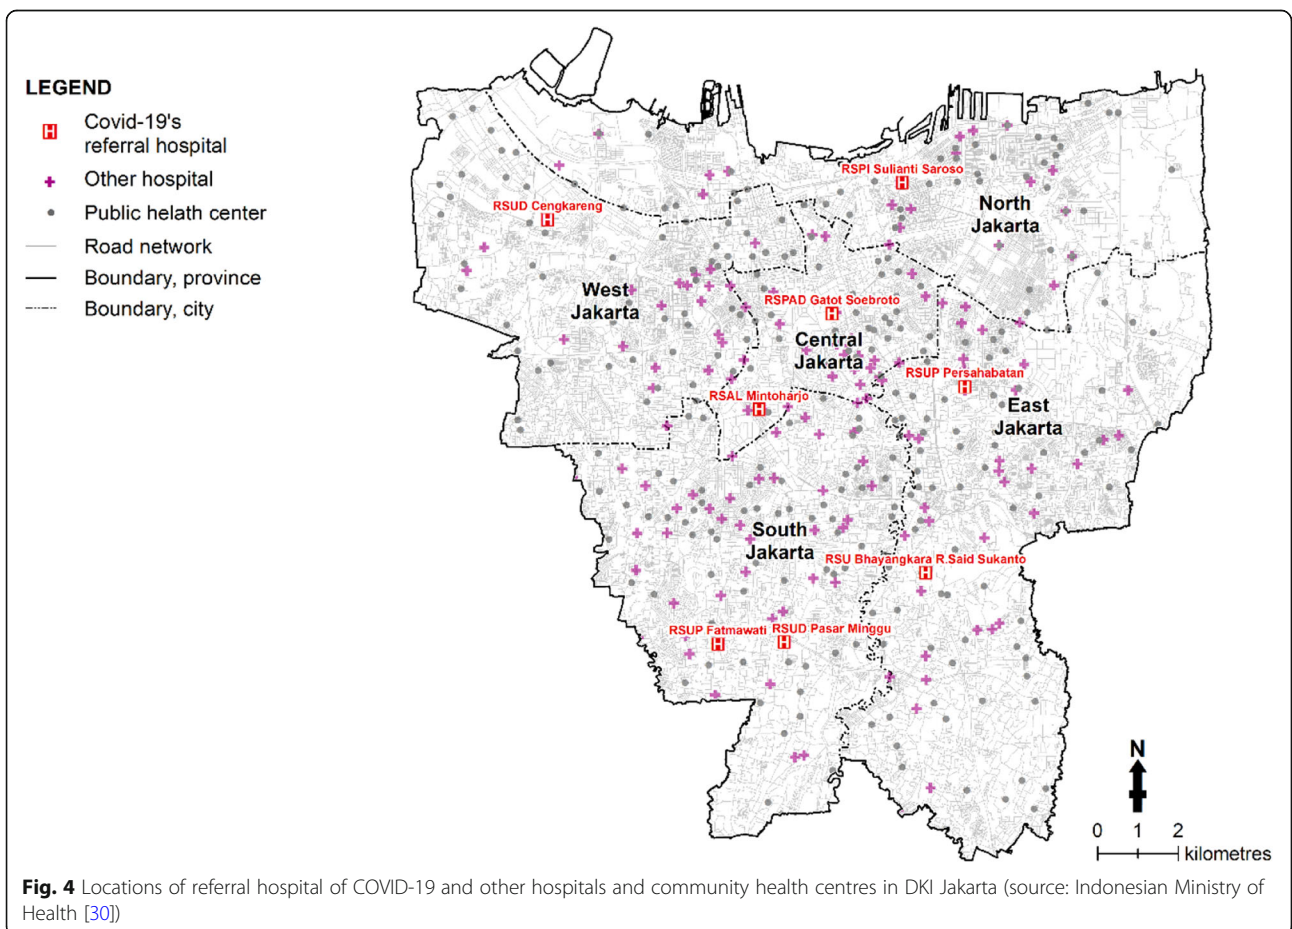 LEGEND
Covid-19's
referral hospital
Other hospital
Public helath center
Road network
Boundary, province
Boundary, city
RSPI Sulianti Saroso
RSUD Cengkareng
North
Jakarta
West
Jakarta
RSPAD Gatot Soebroto
Central
Jakarta
RSUP Persahabatan
RSAL Mintoharjo
East
Jakarta
South
Jakarta
RSU Bhayangkara R.Said Sukanto
RSUP Fatmawati
RSUD Pasar Minggu
N
0 1 2
kilometres
Fig. 4 Locations of referral hospital of COVID-19 and other hospitals and community health centres in DKI Jakarta (source: Indonesian Ministry of
Health [30])